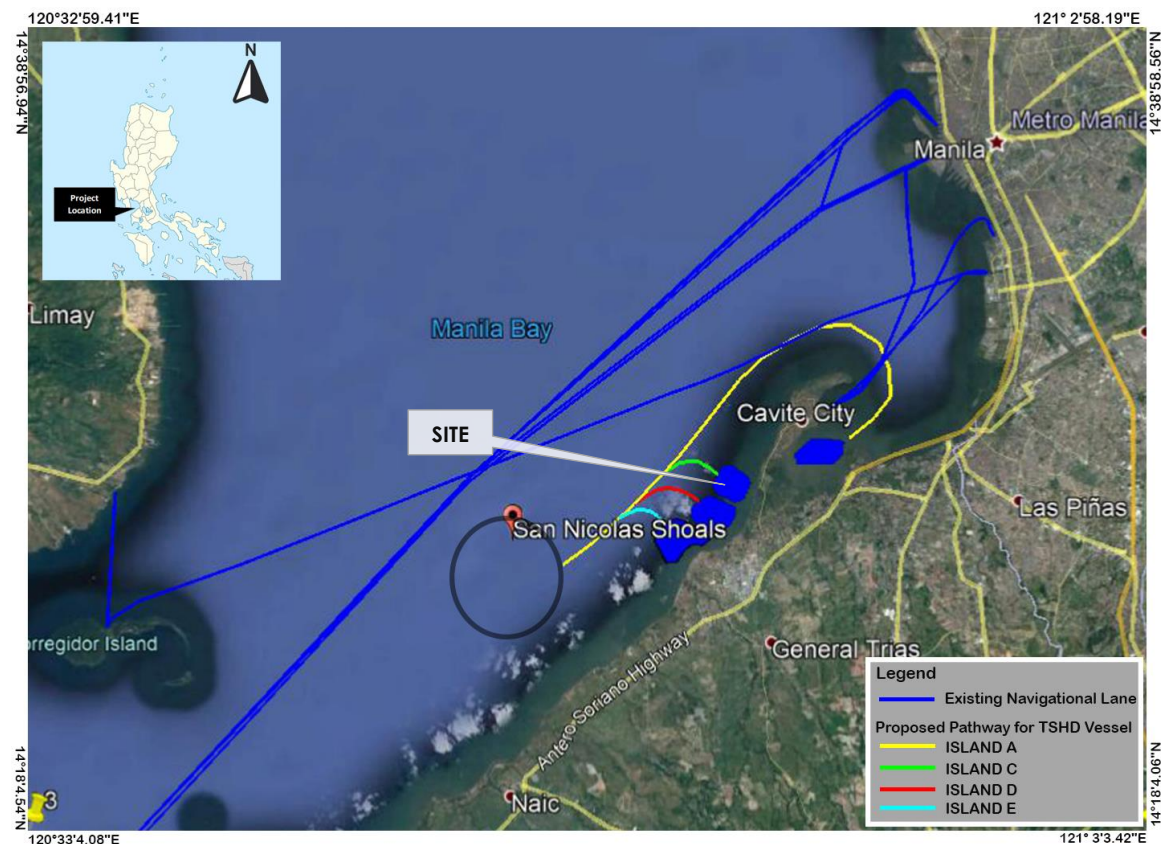 120°32'59.41"E
121° 2'58.19"N
14°38'56.94"N
14°38'58.56"N
N
Project
Location
Metro Manila
Manila
Limay
Manila Bay
SITE
Cavite City
Las Piñas
San Nicolas Shoals
orregidor Island
General Trias
Antero Soriano Highway
Naic
3
Legend
Existing Navigational Lane
Proposed Pathway for TSHD Vessel
ISLAND A
ISLAND C
ISLAND D
ISLAND E
14°18'4.54"N
14°18'4.06"N
120°33'4.08"E
121° 3'3.42"E